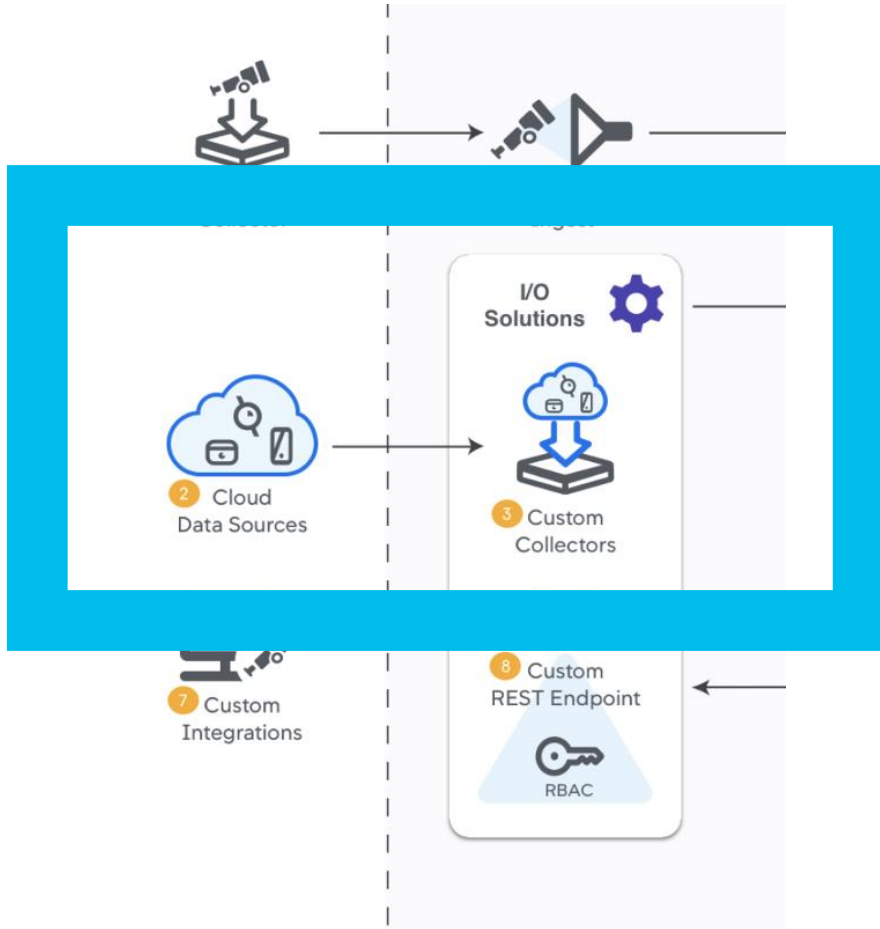 I/O
Solutions
2 Cloud
Data Sources
3 Custom
Collectors
7 Custom
Integrations
8 Custom
REST Endpoint
RBAC